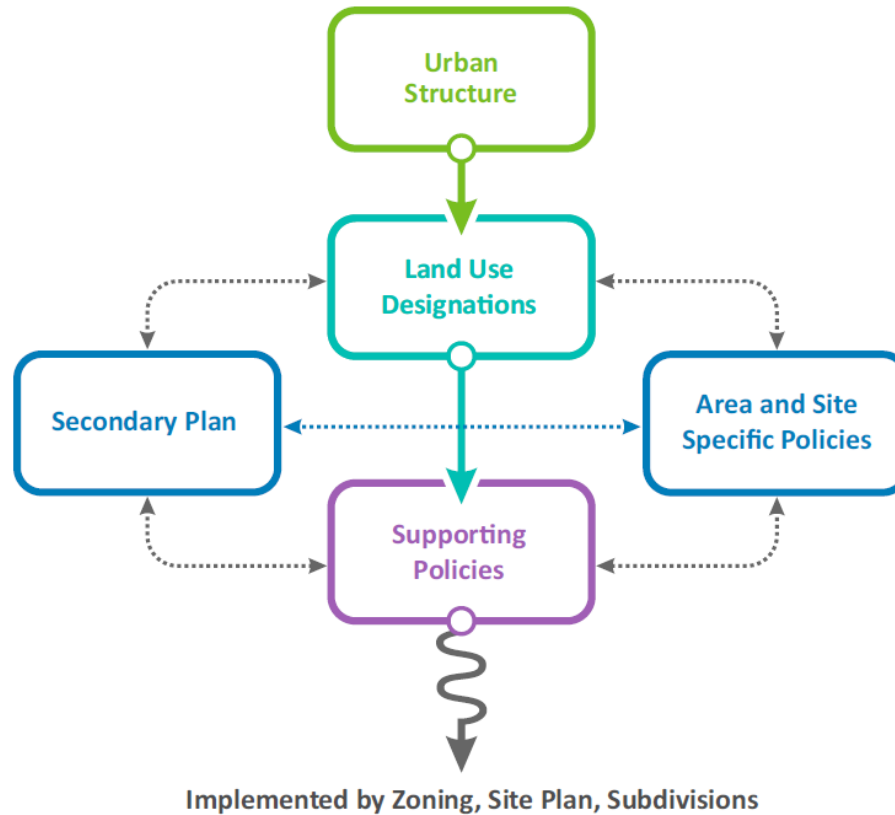 Urban
Structure
Land Use
Designations
Secondary Plan
Area and Site
Specific Policies
Supporting
Policies
Implemented by Zoning, Site Plan, Subdivisions